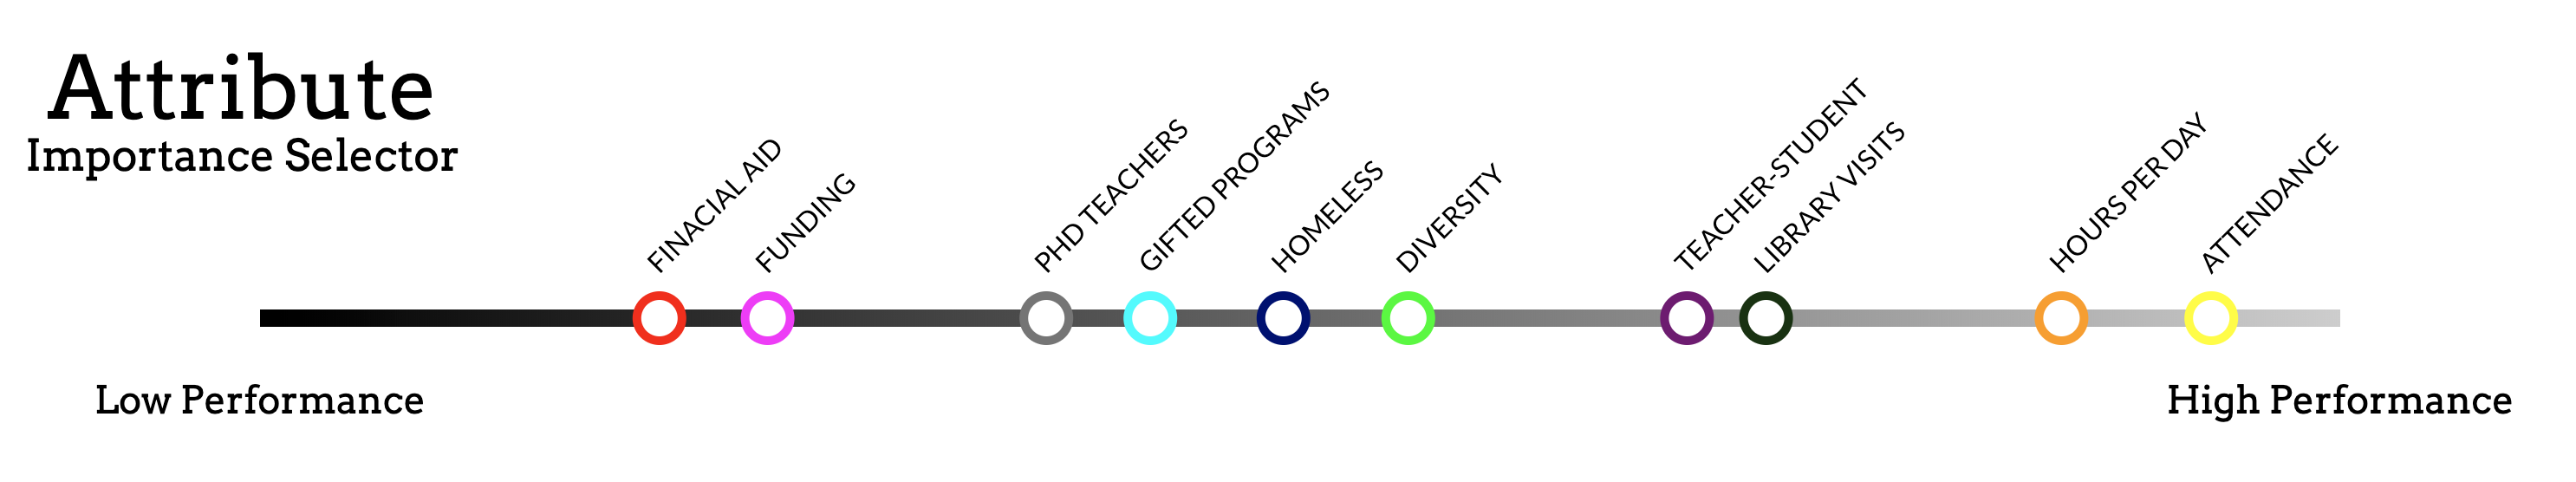 Attribute
Importance Selector
FINACIAL AID
FUNDING
PHD TEACHERS
GIFTED PROGRAMS
HOMELESS
DIVERSITY
TEACHER-STUDENT
LIBRARY VISITS
HOURS PER DAY
ATTENDANCE
Low Performance
High Performance